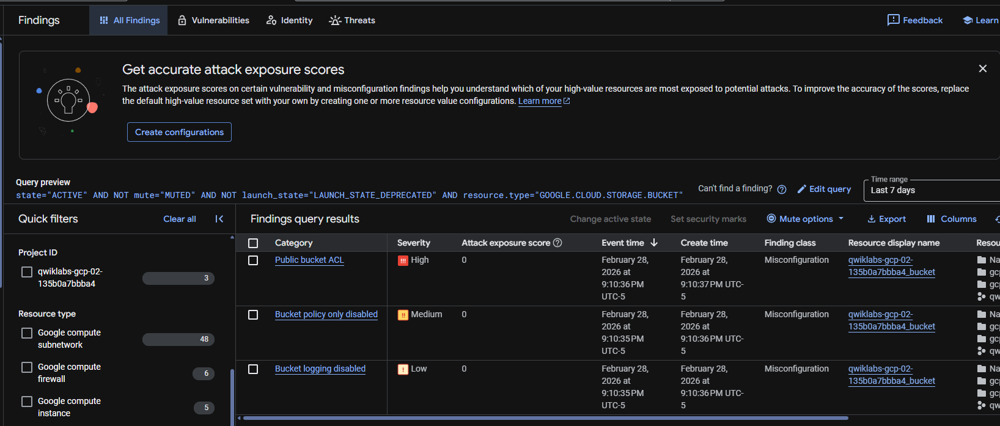 Findings
All Findings
Vulnerabilities
Identity
Threats
Feedback
Learn
Get accurate attack exposure scores
The attack exposure scores on certain vulnerability and misconfiguration findings help you understand which of your high-value resources are most exposed to potential attacks. To improve the accuracy of the scores, replace
the default high-value resource set with your own by creating one or more resource value configurations. Learn more
Create configurations
Query preview
state="ACTIVE" AND NOT mute="MUTED" AND NOT launch_state="LAUNCH_STATE_DEPRECATED" AND resource.type="GOOGLE.CLOUD.STORAGE.BUCKET"
Can't find a finding?
Edit query
Time range
Last 7 days
Quick filters
Clear all
Project ID
qwiklabs-gcp-02-
135b0a7bbba4
3
Resource type
Google compute
subnetwork
48
Google compute
firewall
6
Google compute
instance
5
Findings query results
Change active state
Set security marks
Mute options
Export
Columns
Category
Severity
Attack exposure score
Event time
Create time
Finding class
Resource display name
Resou
Public bucket ACL
High
0
February 28,
2026 at
9:10:36 PM
UTC-5
February 28,
2026 at
9:10:37 PM UTC-
5
Misconfiguration
qwiklabs-gcp-02-
135b0a7bbba4_bucket
Na
gcp
gcp
qw
Bucket policy only disabled
Medium
0
February 28,
2026 at
9:10:35 PM
UTC-5
February 28,
2026 at
9:10:36 PM UTC-
5
Misconfiguration
qwiklabs-gcp-02-
135b0a7bbba4_bucket
Na
gcp
gcp
qw
Bucket logging disabled
Low
0
February 28,
2026 at
9:10:35 PM
UTC-5
February 28,
2026 at
9:10:36 PM UTC-
5
Misconfiguration
qwiklabs-gcp-02-
135b0a7bbba4_bucket
Na
gcp
gcp
qw